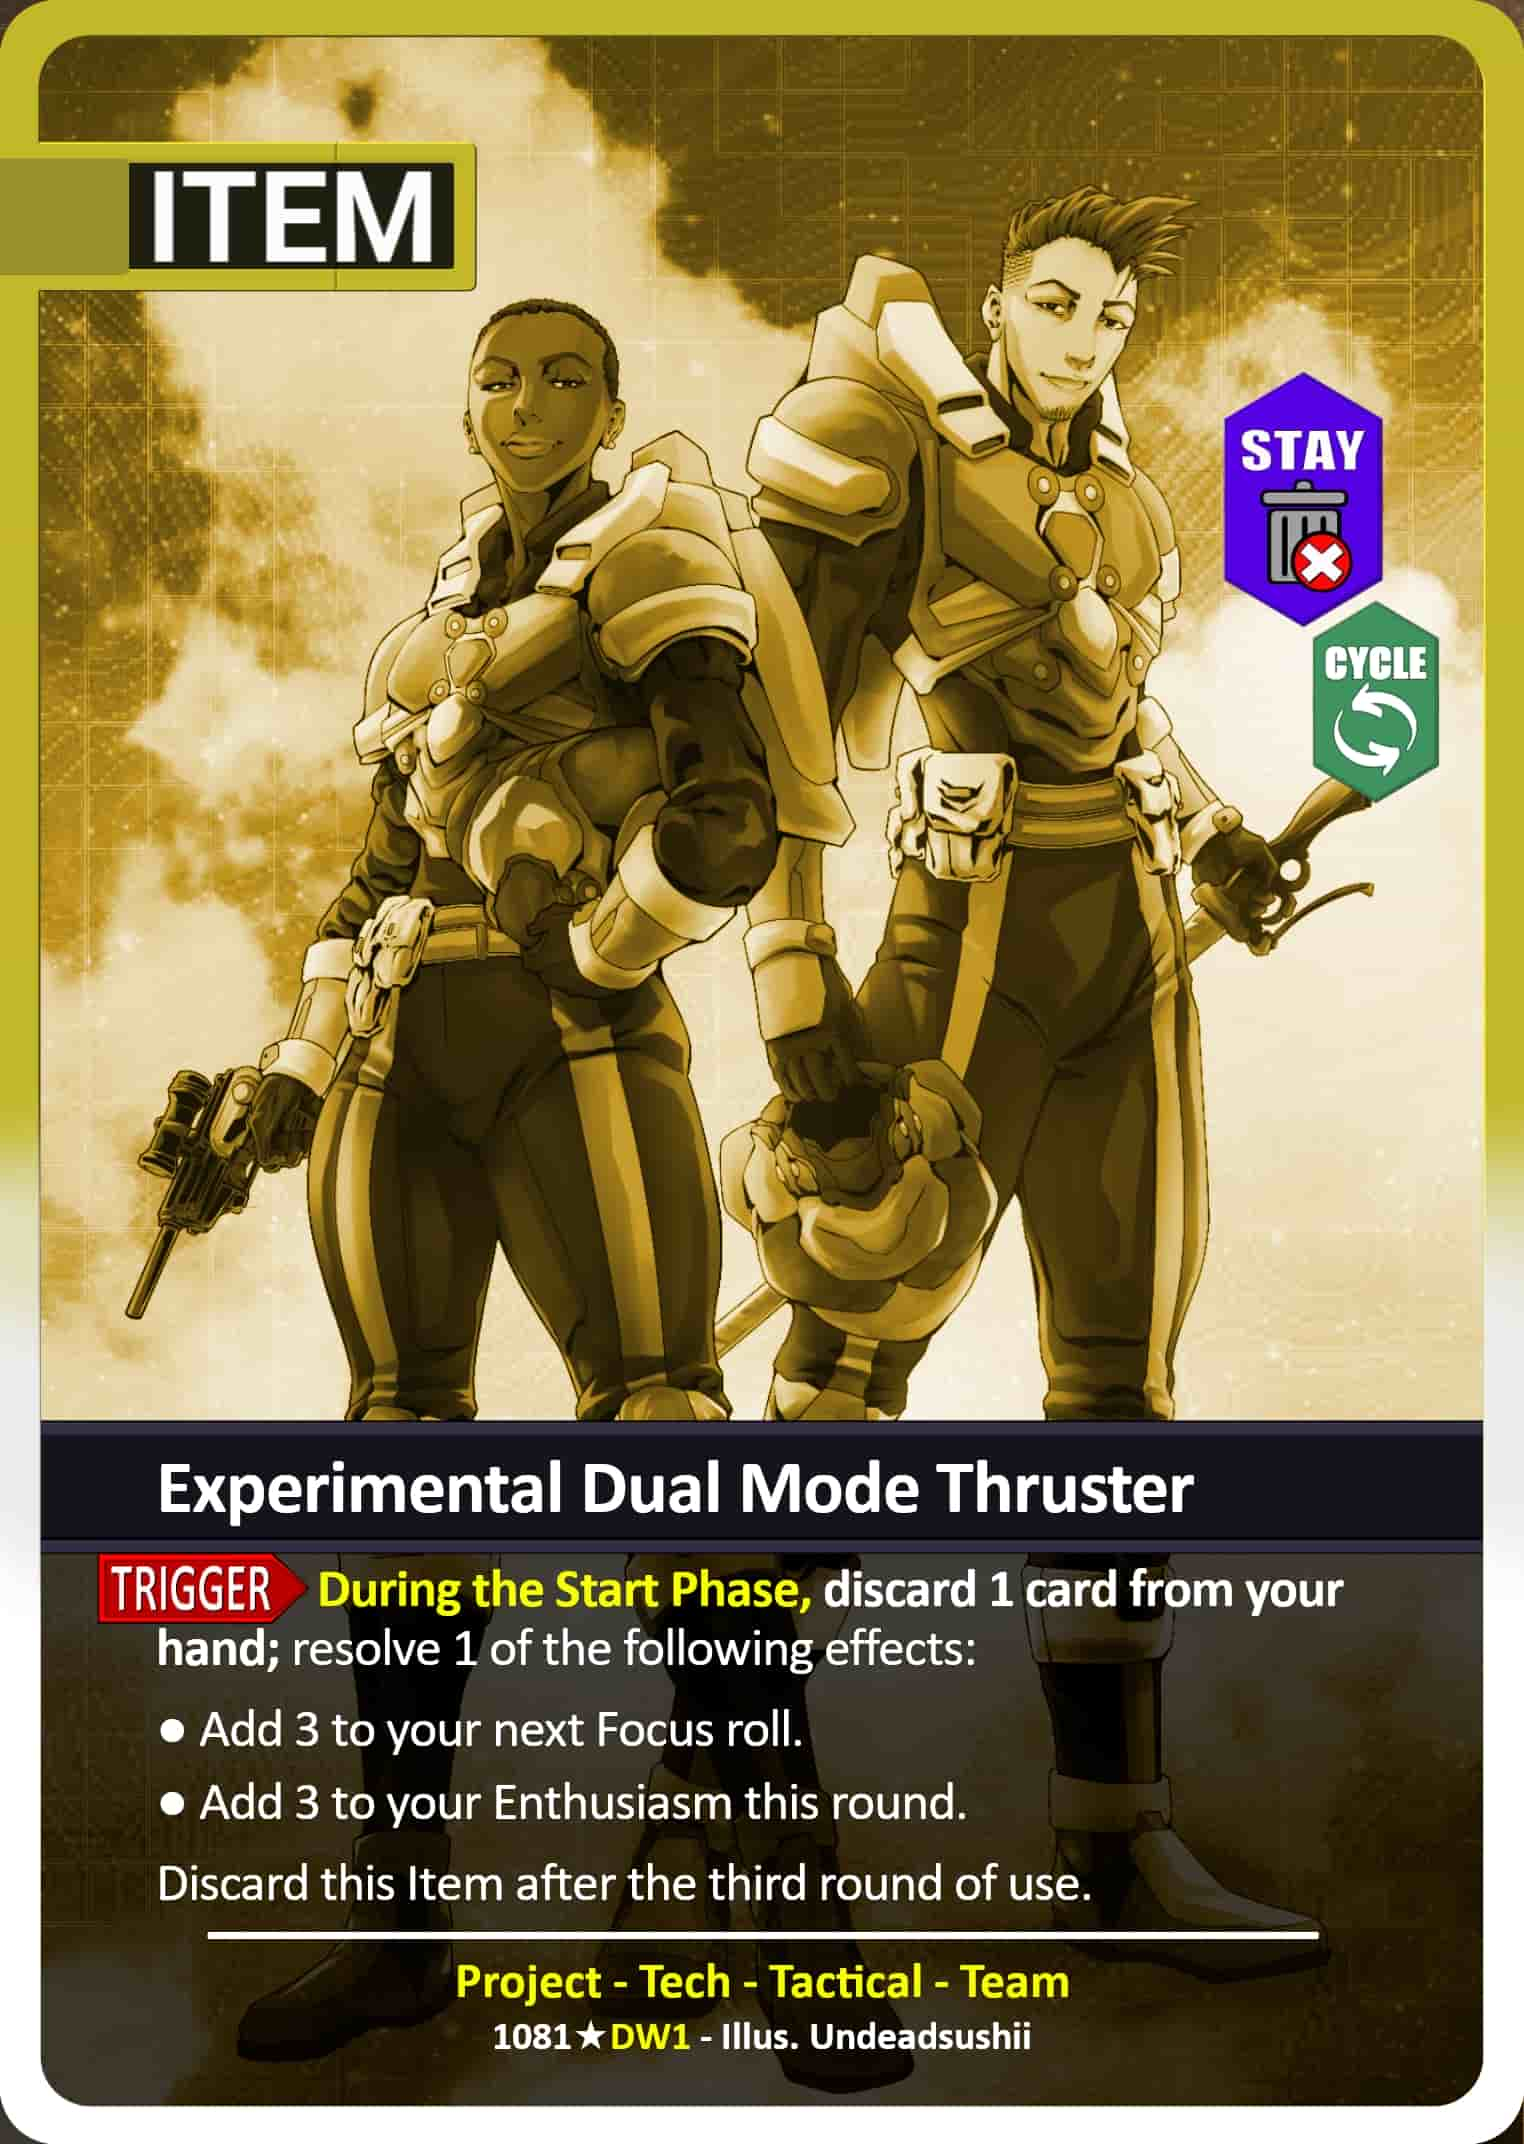 ITEM
STAY
CYCLE
Experimental Dual Mode Thruster
TRIGGER During the Start Phase, discard 1 card from your
hand; resolve 1 of the following effects:
● Add 3 to your next Focus roll.
● Add 3 to your Enthusiasm this round.
Discard this Item after the third round of use.
Project - Tech - Tactical - Team
1081★DW1 - Illus. Undeadsushii